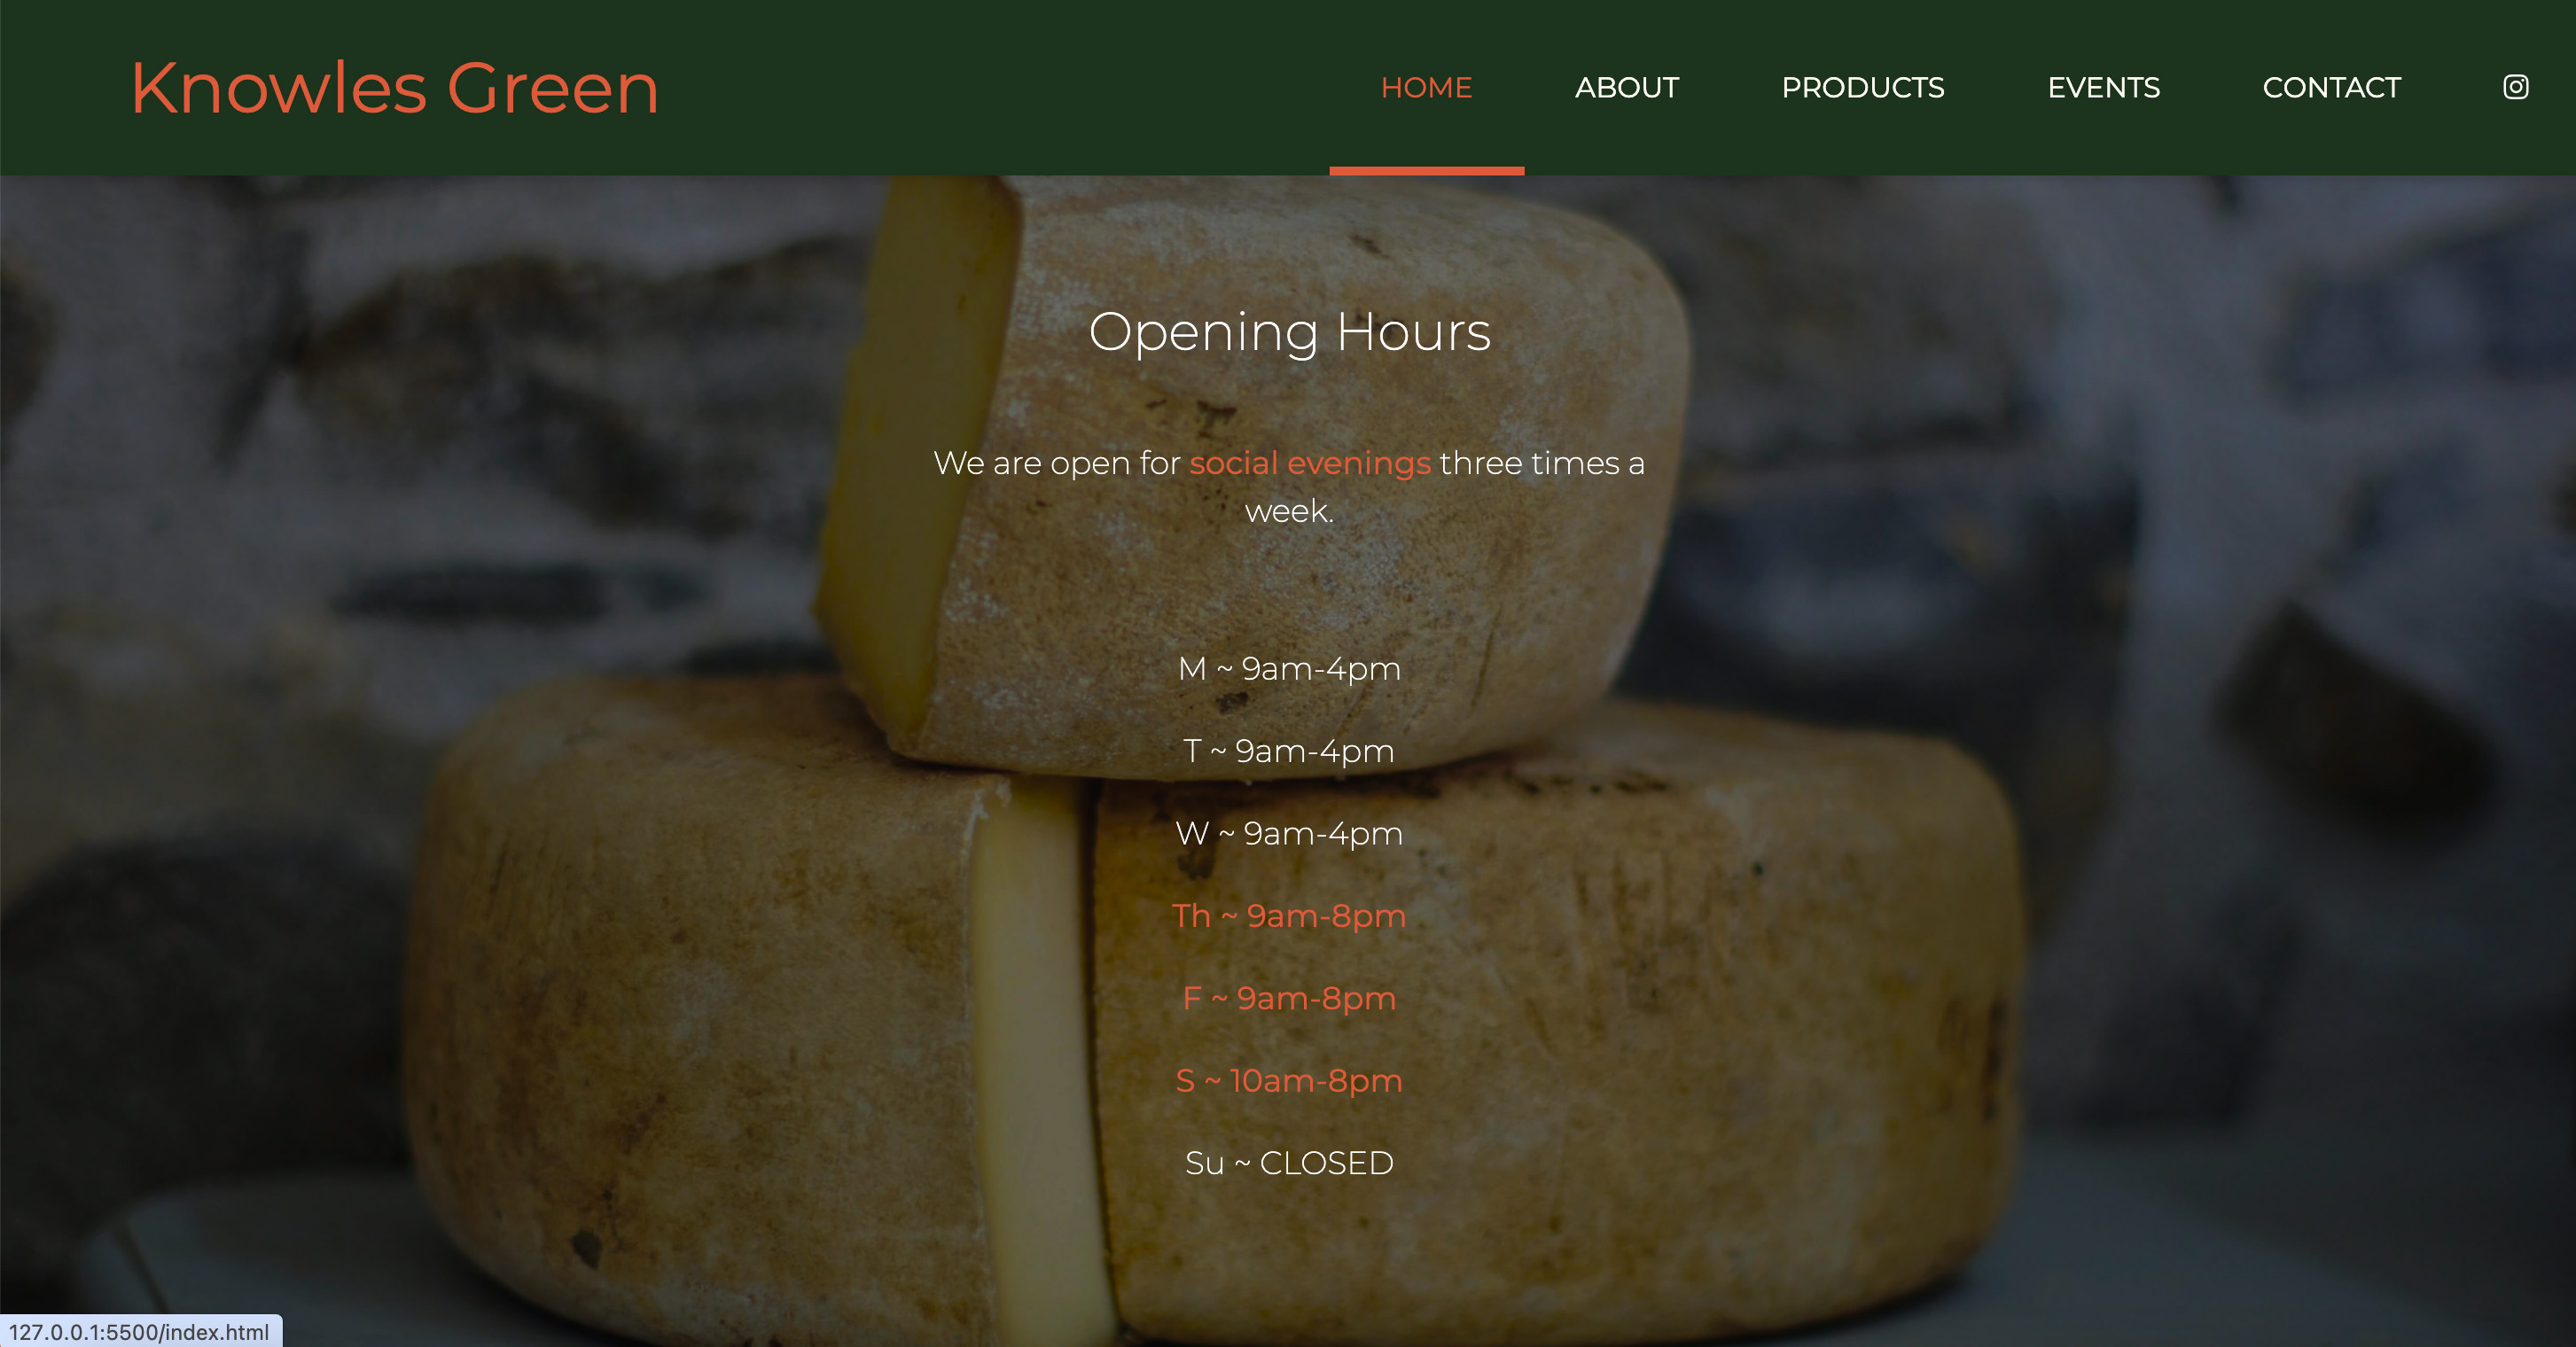 Knowles Green
HOME ABOUT PRODUCTS EVENTS CONTACT
Opening Hours
We are open for social evenings three times a
week.
M ~ 9am-4pm
T ~ 9am-4pm
W ~ 9am-4pm
Th ~ 9am-8pm
F ~ 9am-8pm
S ~ 10am-8pm
Su ~ CLOSED
127.0.0.1:5500/index.html